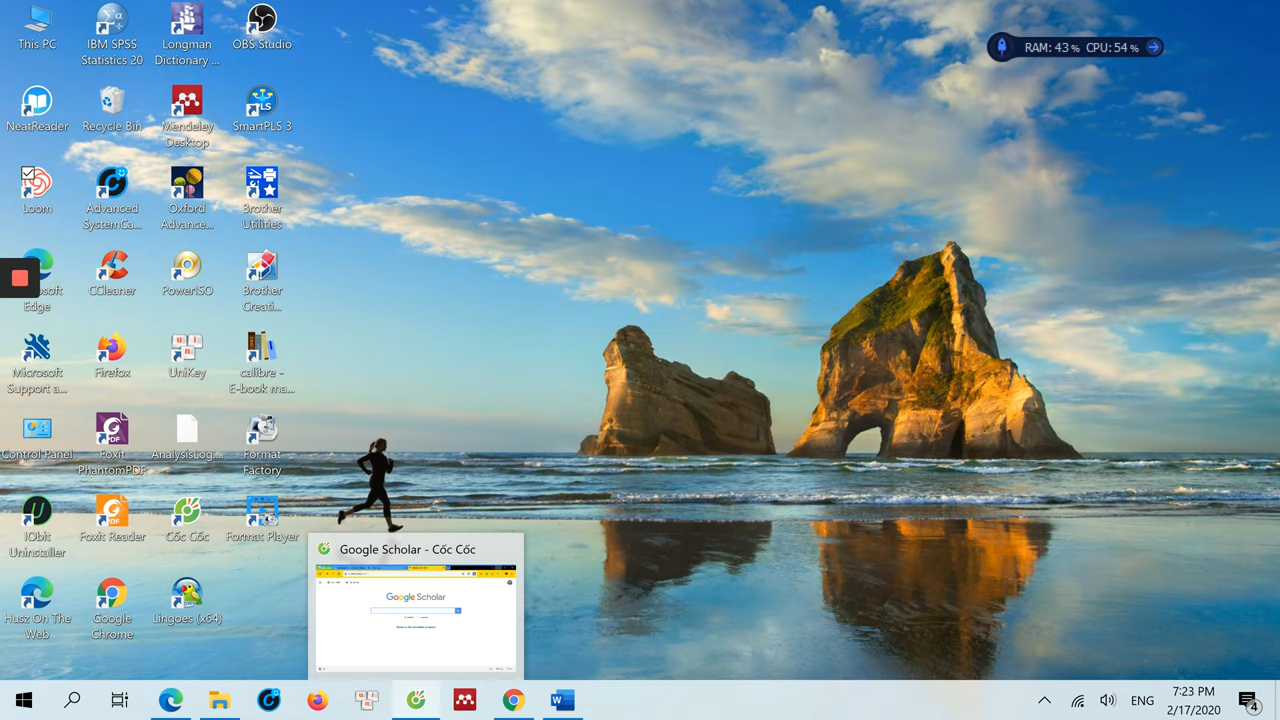 This PC
IBM SPSS
Statistics 20
Longman
Dictionary ...
OBS Studio
RAM: 43 % CPU: 54 %
NeatReader
Recycle Bin
Mendeley
Desktop
SmartPLS 3
Loom
Advanced
SystemCa...
Oxford
Advance...
Brother
Utilities
osoft
Edge
CCleaner
PowerISO
Brother
Creati...
Microsoft
Support a...
Firefox
UniKey
calibre -
E-book ma...
Control Panel
Foxit
PhantomPDF
AnalysisLog...
Format
Factory
IObit
Uninstaller
Foxit Reader
Cốc Cốc
Format Player
Husz On The
Web
Google
Chrome
Lingoes (x64)
Google Scholar - Cốc Cốc
Google Scholar
ENG
7:23 PM
2/17/2020
4